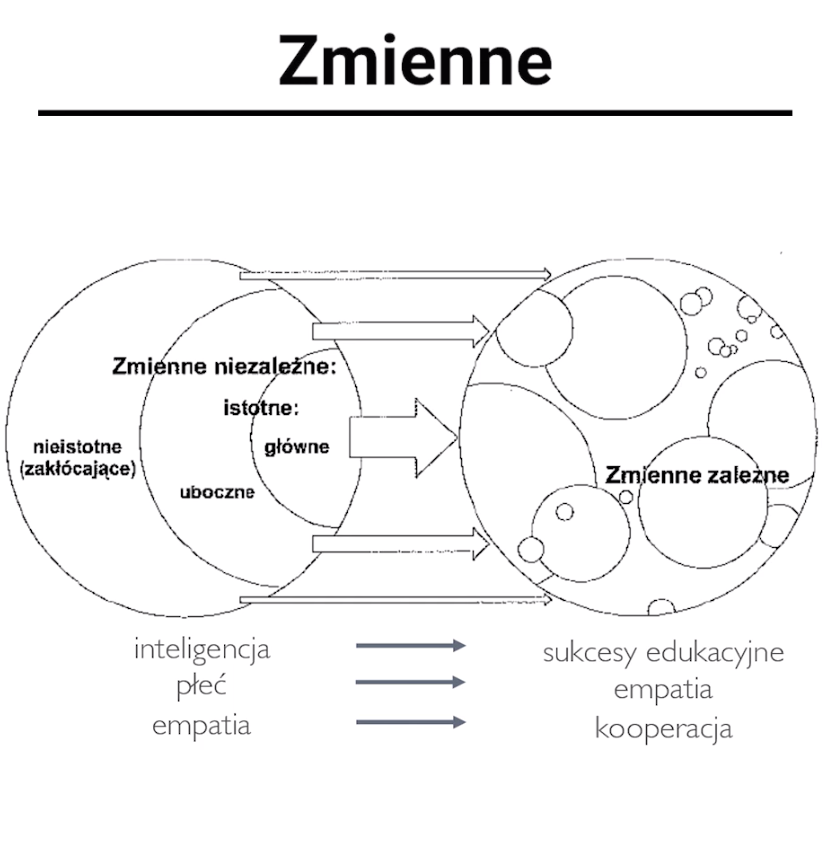 Zmienne
Zmienne niezależne:
istotne:
główne
nieistotne
(zakłócające)
uboczne
Zmienne zależne
inteligencja
sukcesy edukacyjne
płeć
empatia
empatia
kooperacja